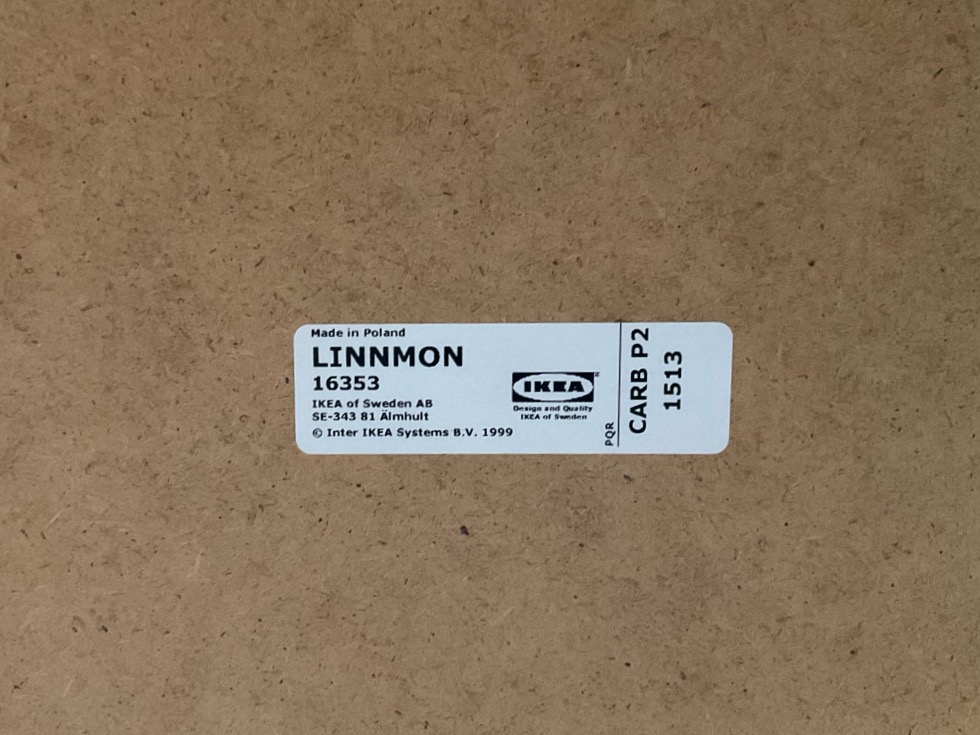 Made in Poland
LINNMON
16353
IKEA of Sweden AB
SE-343 81 Älmhult
© Inter IKEA Systems B.V. 1999
IKEA®
Design and Quality
IKEA of Sweden
PQR
CARB P2
1513